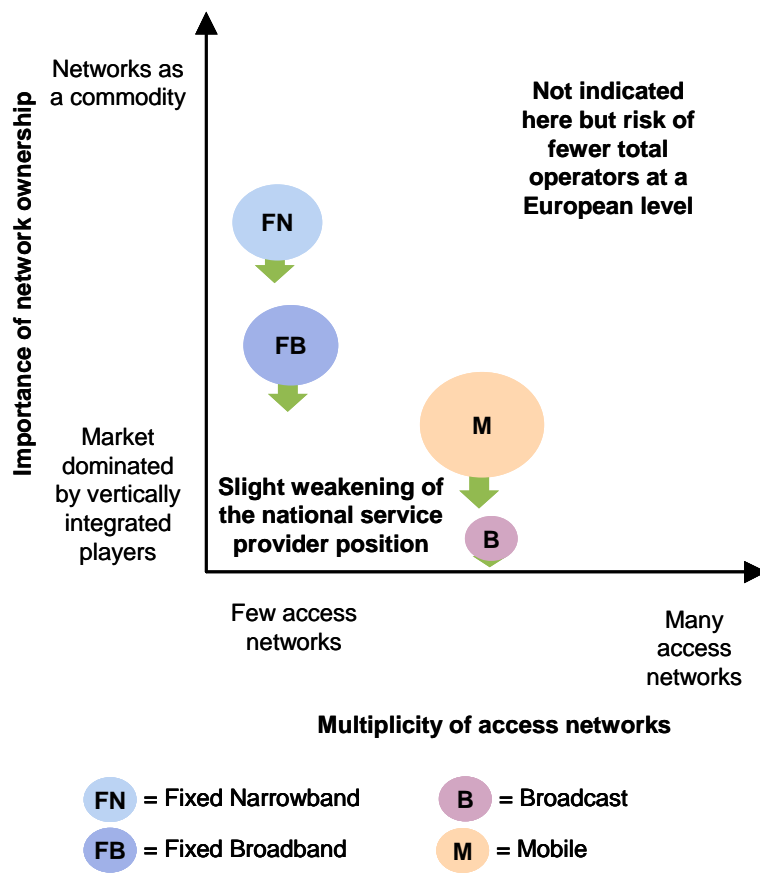 Networks as
a commodity
Importance of network ownership
Not indicated
here but risk of
fewer total
operators at a
European level
FN
FB
M
Market
dominated
by vertically
integrated
players
Slight weakening of
the national service
provider position
B
Few access
networks
Many
access
networks
Multiplicity of access networks
FN = Fixed Narrowband
B = Broadcast
FB = Fixed Broadband
M = Mobile